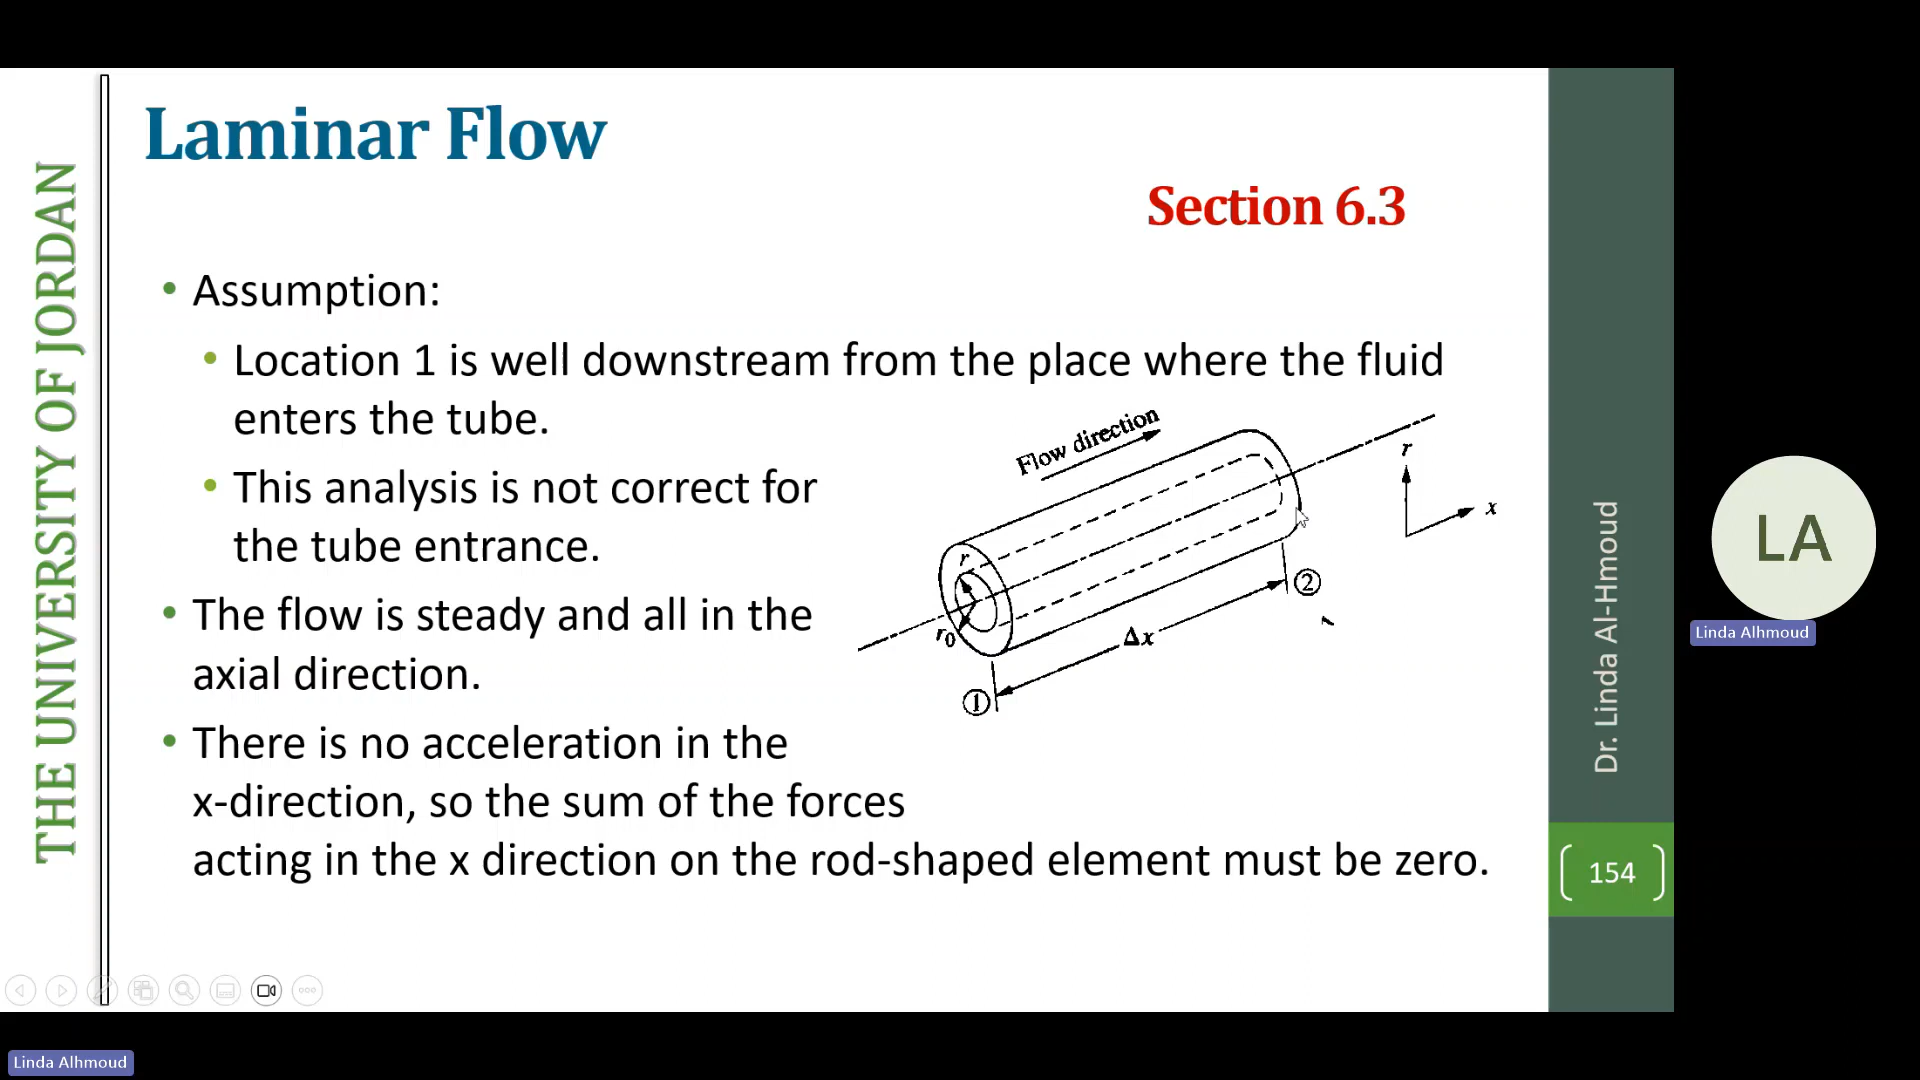 THE UNIVERSITY OF JORDAN
Laminar Flow
Section 6.3
• Assumption:
• Location 1 is well downstream from the place where the fluid
enters the tube.
• This analysis is not correct for
the tube entrance.
• The flow is steady and all in the
axial direction.
• There is no acceleration in the
x-direction, so the sum of the forces
acting in the x direction on the rod-shaped element must be zero.
Flow direction
r
x
r
r₀
Δx
①
②
Dr. Linda Al-Hmoud
154
LA
Linda Alhmoud
Linda Alhmoud